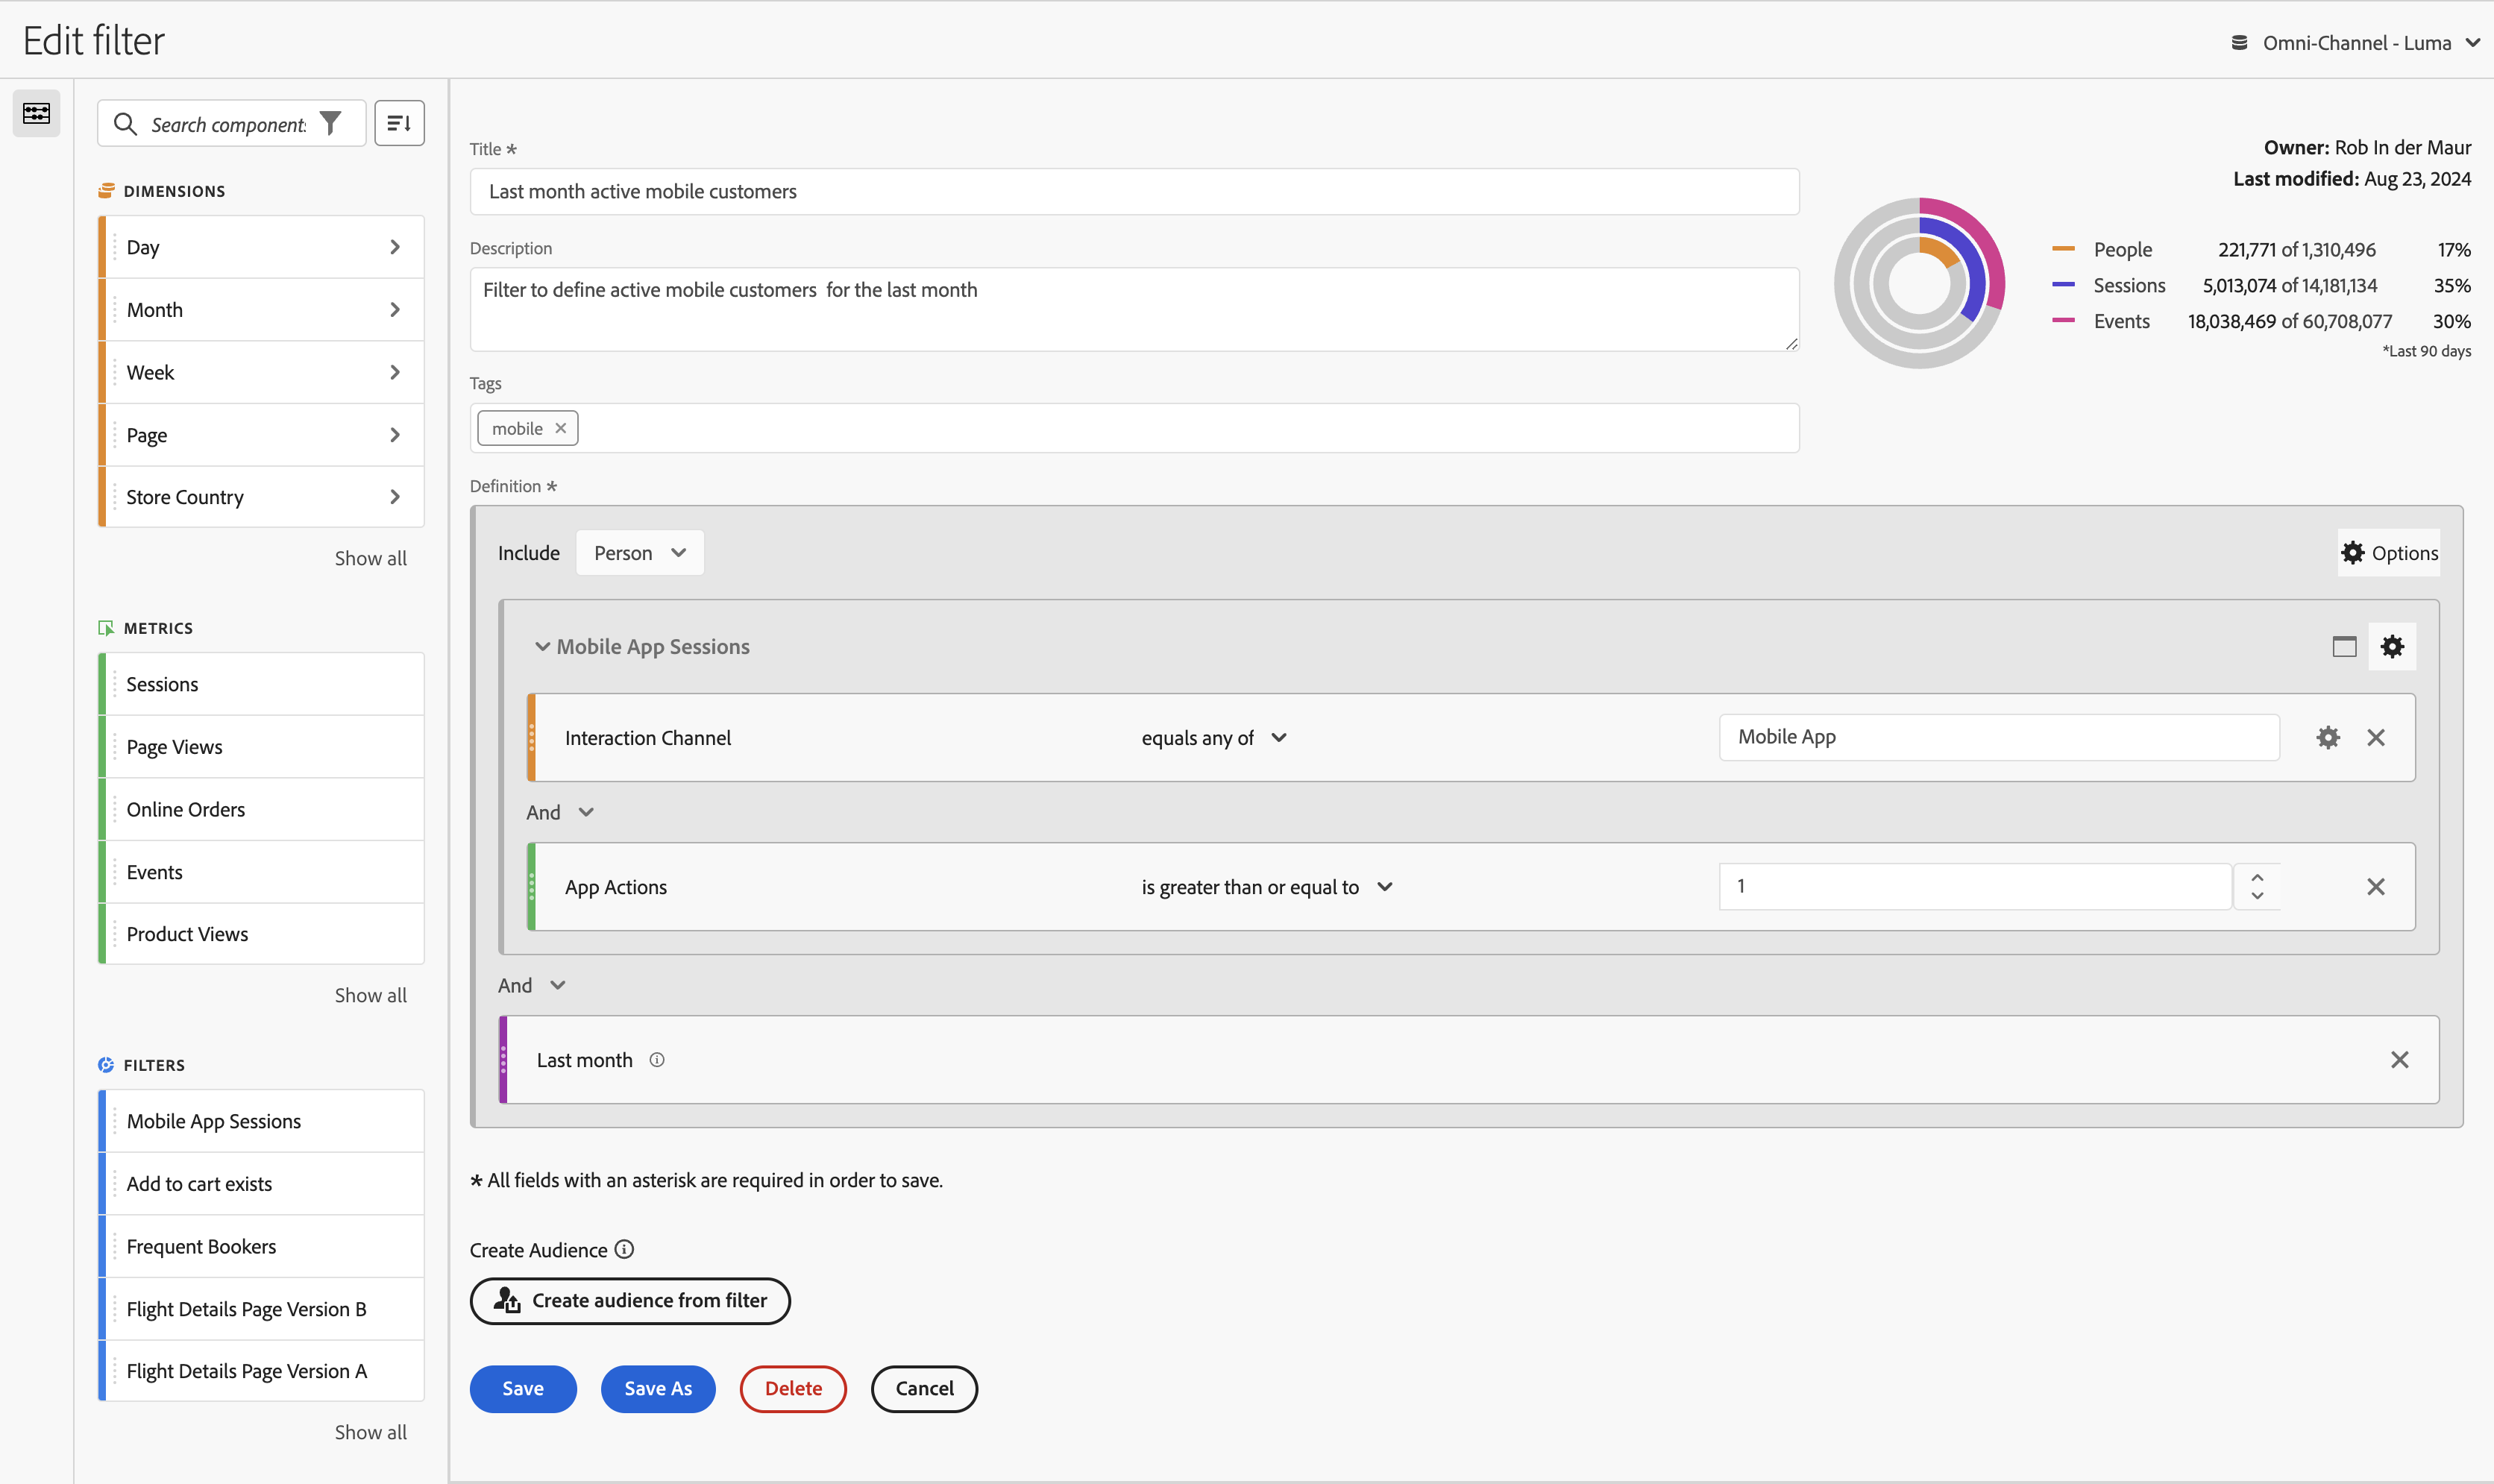 Edit filter
Omni-Channel - Luma
Search component
DIMENSIONS
Day
Month
Week
Page
Store Country
Show all
METRICS
Sessions
Page Views
Online Orders
Events
Product Views
Show all
FILTERS
Mobile App Sessions
Add to cart exists
Frequent Bookers
Flight Details Page Version B
Flight Details Page Version A
Show all
Title *
Last month active mobile customers
Description
Filter to define active mobile customers  for the last month
Tags
mobile
Owner: Rob In der Maur
Last modified: Aug 23, 2024
People 221,771 of 1,310,496 17%
Sessions 5,013,074 of 14,181,134 35%
Events 18,038,469 of 60,708,077 30%
*Last 90 days
Definition *
Include Person Options
Mobile App Sessions
Interaction Channel equals any of Mobile App
And
App Actions is greater than or equal to 1
And
Last month
* All fields with an asterisk are required in order to save.
Create Audience
Create audience from filter
Save Save As Delete Cancel